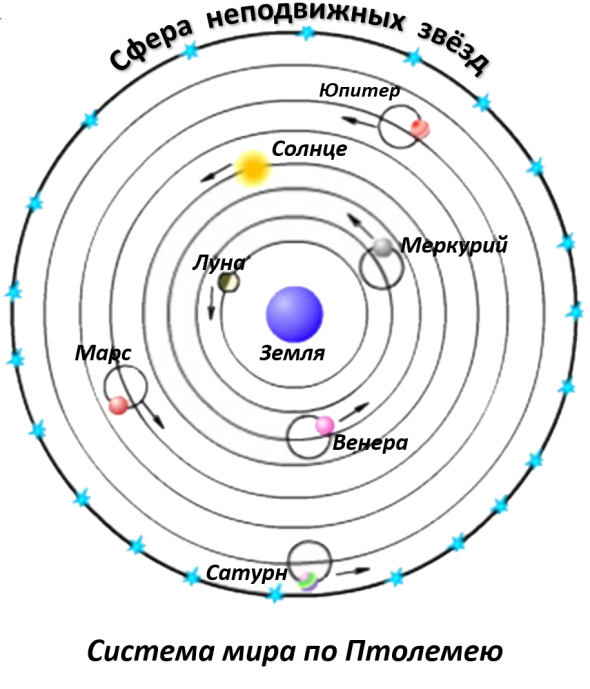 Сфера неподвижных звёзд
Юпитер
Солнце
Меркурий
Луна
Земля
Марс
Венера
Сатурн
Система мира по Птолемею